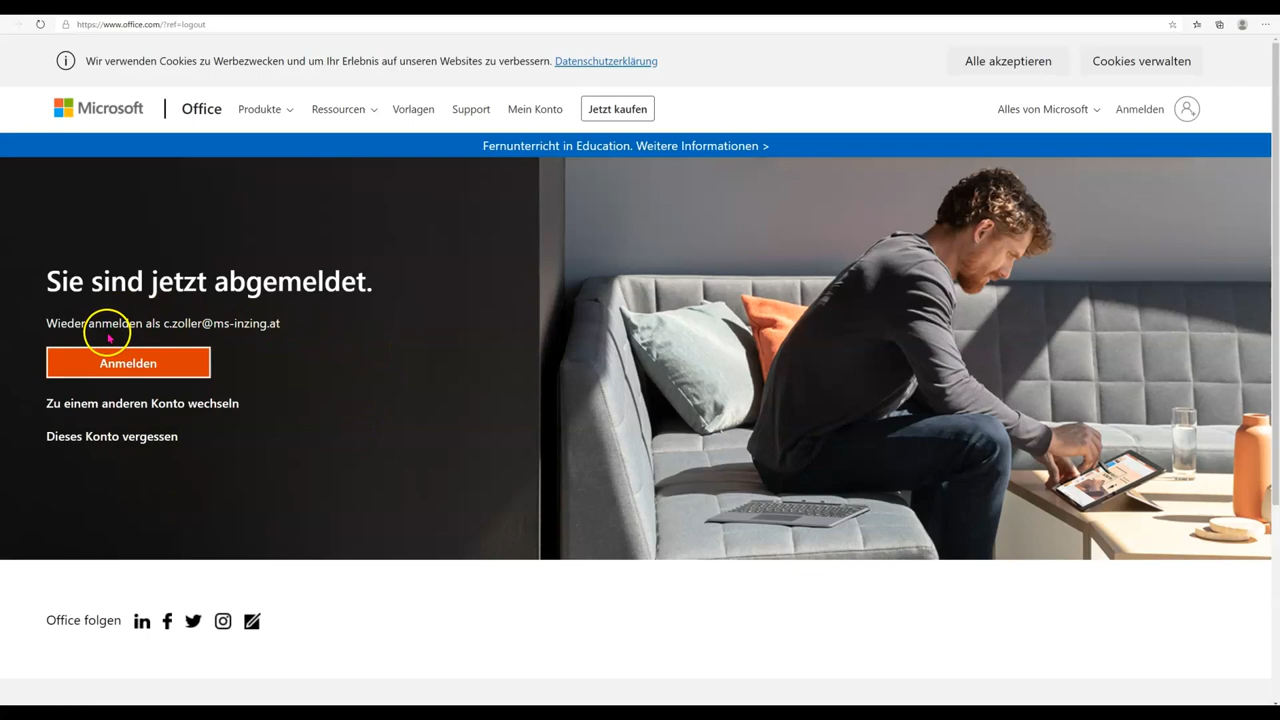 https://www.office.com/?ref=logout
Wir verwenden Cookies zu Werbezwecken und um Ihr Erlebnis auf unseren Websites zu verbessern. Datenschutzerklärung
Alle akzeptieren
Cookies verwalten
Microsoft
Office
Produkte
Ressourcen
Vorlagen
Support
Mein Konto
Jetzt kaufen
Alles von Microsoft
Anmelden
Fernunterricht in Education. Weitere Informationen >
Sie sind jetzt abgemeldet.
Wieder anmelden als c.zoller@ms-inzing.at
Anmelden
Zu einem anderen Konto wechseln
Dieses Konto vergessen
Office folgen